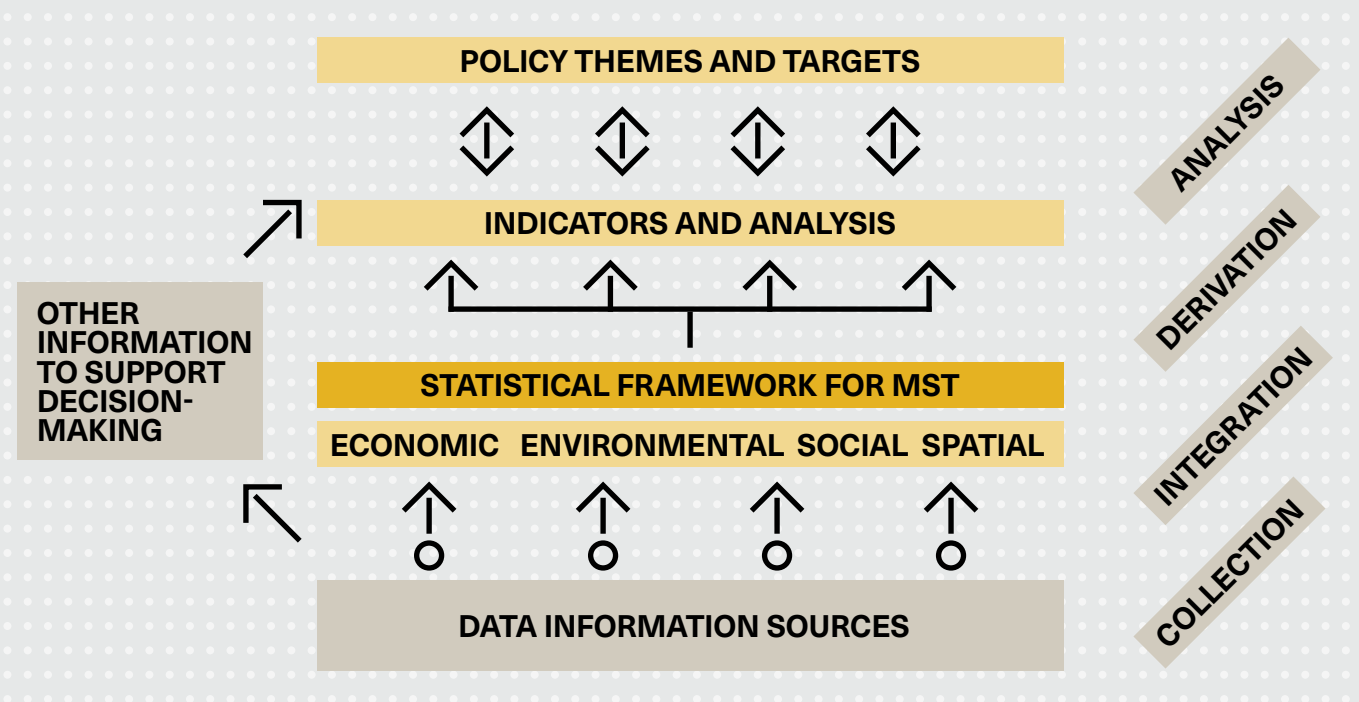 POLICY THEMES AND TARGETS
INDICATORS AND ANALYSIS
OTHER
INFORMATION
TO SUPPORT
DECISION-
MAKING
STATISTICAL FRAMEWORK FOR MST
ECONOMIC ENVIRONMENTAL SOCIAL SPATIAL
DATA INFORMATION SOURCES
ANALYSIS
DERIVATION
INTEGRATION
COLLECTION